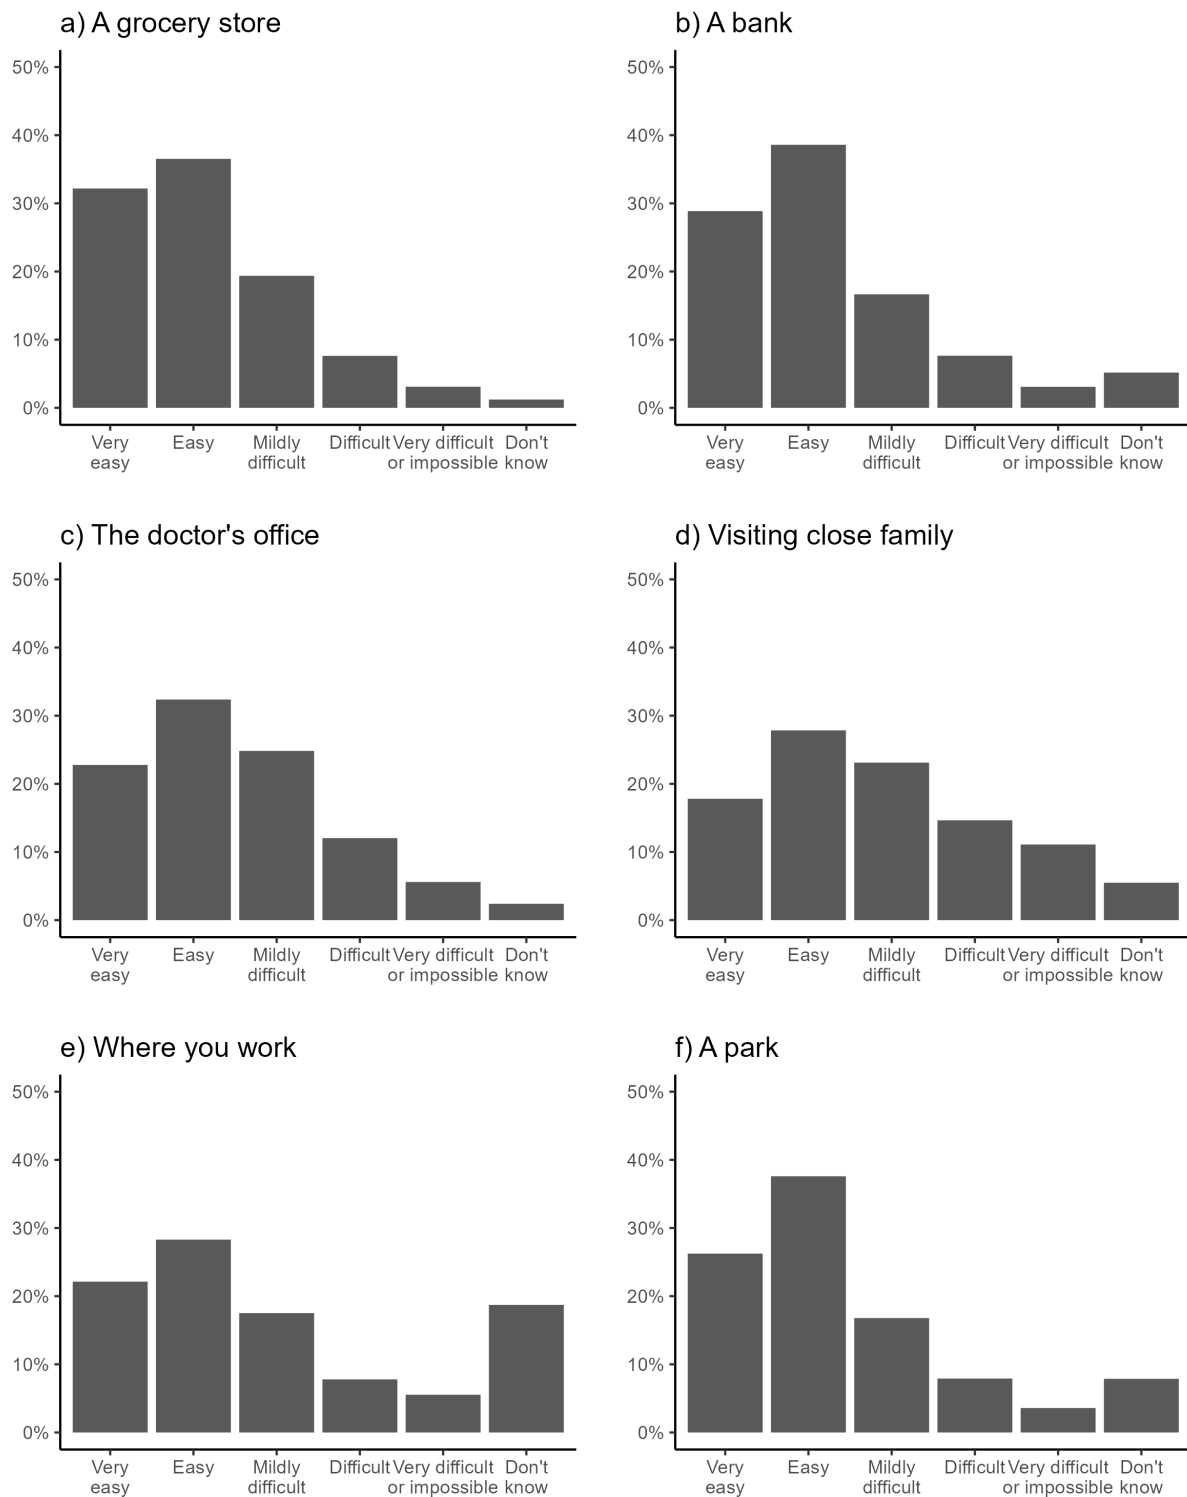 a) A grocery store
50%
40%
30%
20%
10%
0%
Very easy
Easy
Mildly difficult
Difficult
Very difficult or impossible
Don't know
b) A bank
50%
40%
30%
20%
10%
0%
Very easy
Easy
Mildly difficult
Difficult
Very difficult or impossible
Don't know
c) The doctor's office
50%
40%
30%
20%
10%
0%
Very easy
Easy
Mildly difficult
Difficult
Very difficult or impossible
Don't know
d) Visiting close family
50%
40%
30%
20%
10%
0%
Very easy
Easy
Mildly difficult
Difficult
Very difficult or impossible
Don't know
e) Where you work
50%
40%
30%
20%
10%
0%
Very easy
Easy
Mildly difficult
Difficult
Very difficult or impossible
Don't know
f) A park
50%
40%
30%
20%
10%
0%
Very easy
Easy
Mildly difficult
Difficult
Very difficult or impossible
Don't know